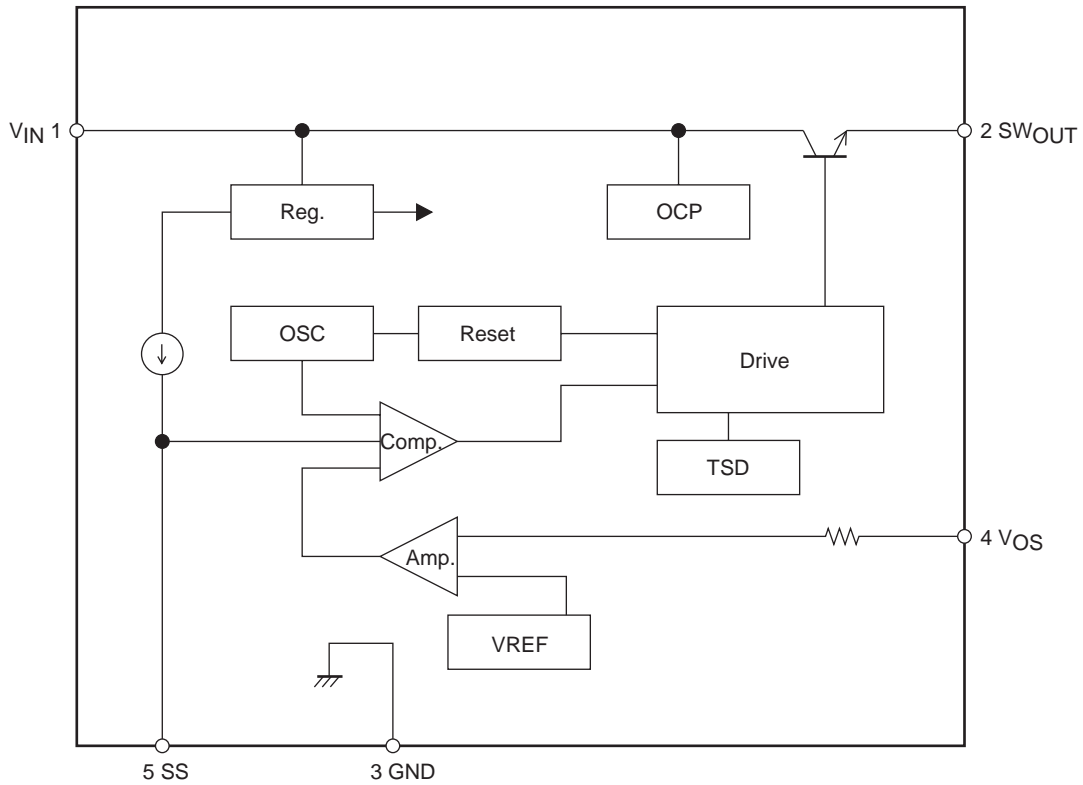 VIN 1
2 SWOUT
Reg.
OCP
OSC
Reset
Drive
Comp.
TSD
Amp.
4 VOS
VREF
5 SS
3 GND